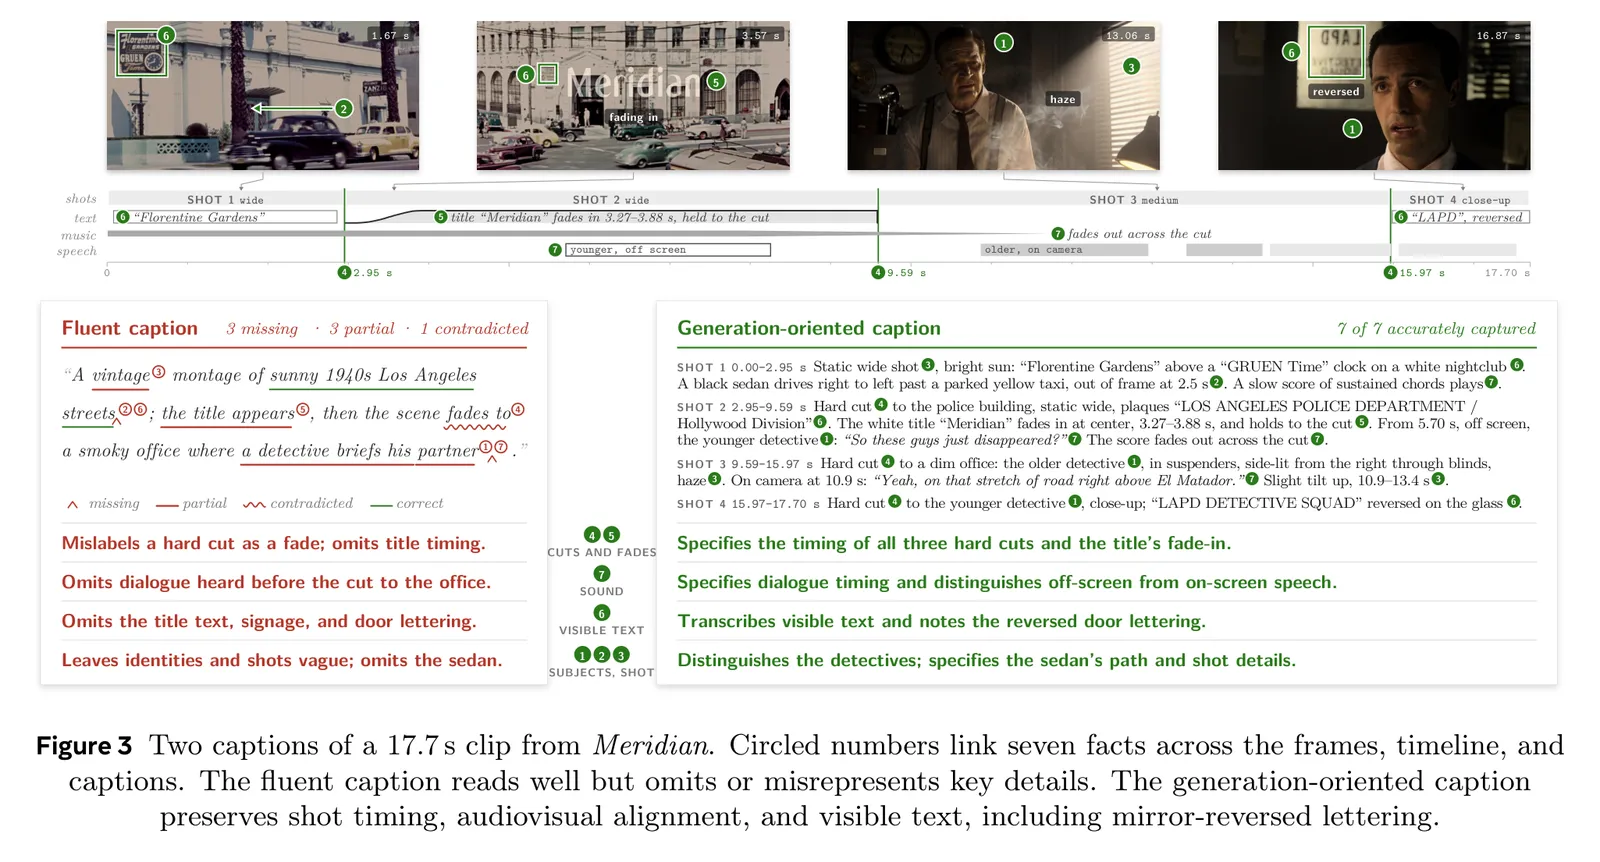 Florentine
GARDENS
GRUEN
6
1.67 s
2
ZANZI
3.57 s
6
Meridian
5
fading in
1
13.06 s
3
haze
6
LAPD
16.87 s
reversed
1
shots
SHOT 1 wide
SHOT 2 wide
SHOT 3 medium
SHOT 4 close-up
text
6 “Florentine Gardens”
5 title “Meridian” fades in 3.27–3.88 s, held to the cut
6 “LAPD”, reversed
music
7 fades out across the cut
speech
7 younger, off screen
older, on camera
0
4 2.95 s
4 9.59 s
4 15.97 s
17.70 s
Fluent caption 3 missing · 3 partial · 1 contradicted
“A vintage③ montage of sunny 1940s Los Angeles
streets②⑥; the title appears⑤, then the scene fades to④
a smoky office where a detective briefs his partner①⑦.”
missing partial contradicted correct
Mislabels a hard cut as a fade; omits title timing.
Omits dialogue heard before the cut to the office.
Omits the title text, signage, and door lettering.
Leaves identities and shots vague; omits the sedan.
4 5
CUTS AND FADES
7
SOUND
6
VISIBLE TEXT
1 2 3
SUBJECTS, SHOT
Generation-oriented caption 7 of 7 accurately captured
SHOT 1 0.00–2.95 s Static wide shot③, bright sun: “Florentine Gardens” above a “GRUEN Time” clock on a white nightclub⑥.
A black sedan drives right to left past a parked yellow taxi, out of frame at 2.5 s②. A slow score of sustained chords plays⑦.
SHOT 2 2.95–9.59 s Hard cut④ to the police building, static wide, plaques “LOS ANGELES POLICE DEPARTMENT /
Hollywood Division”⑥. The white title “Meridian” fades in at center, 3.27–3.88 s, and holds to the cut⑤. From 5.70 s, off screen,
the younger detective①: “So these guys just disappeared?”⑦ The score fades out across the cut⑦.
SHOT 3 9.59–15.97 s Hard cut④ to a dim office: the older detective①, in suspenders, side-lit from the right through blinds,
haze③. On camera at 10.9 s: “Yeah, on that stretch of road right above El Matador.”⑦ Slight tilt up, 10.9–13.4 s③.
SHOT 4 15.97–17.70 s Hard cut④ to the younger detective①, close-up; “LAPD DETECTIVE SQUAD” reversed on the glass⑥.
Specifies the timing of all three hard cuts and the title’s fade-in.
Specifies dialogue timing and distinguishes off-screen from on-screen speech.
Transcribes visible text and notes the reversed door lettering.
Distinguishes the detectives; specifies the sedan’s path and shot details.
Figure 3 Two captions of a 17.7 s clip from Meridian. Circled numbers link seven facts across the frames, timeline, and
captions. The fluent caption reads well but omits or misrepresents key details. The generation-oriented caption
preserves shot timing, audiovisual alignment, and visible text, including mirror-reversed lettering.